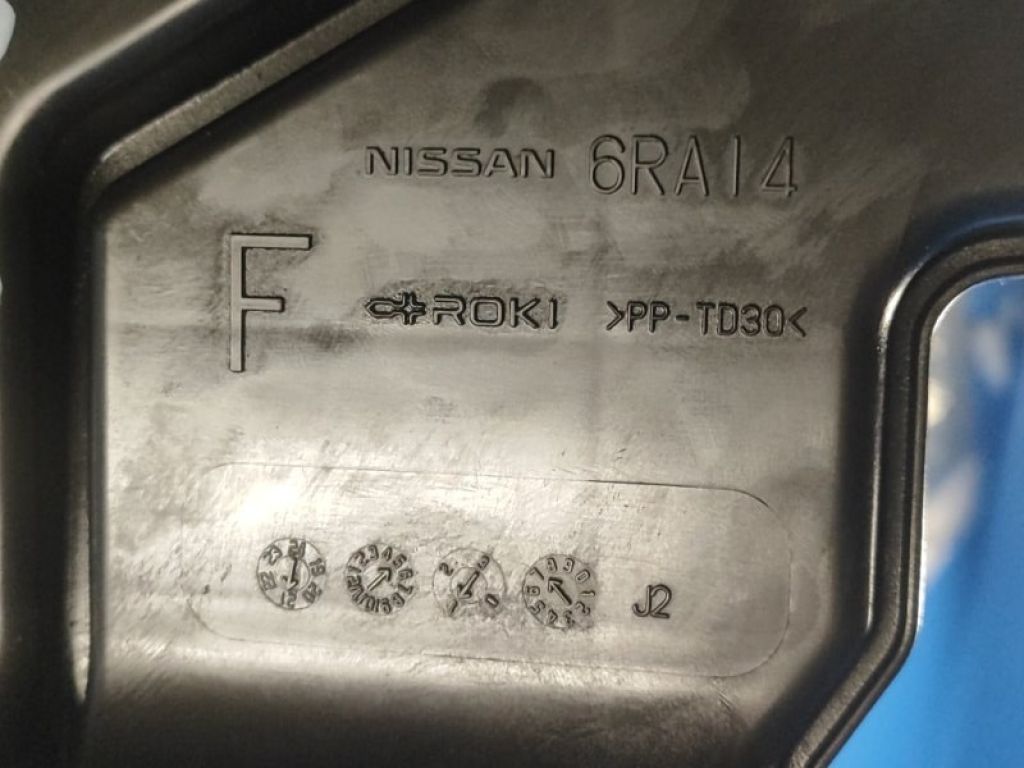 NISSAN 6RA14
F
ROKI >PP-TD30<
J2